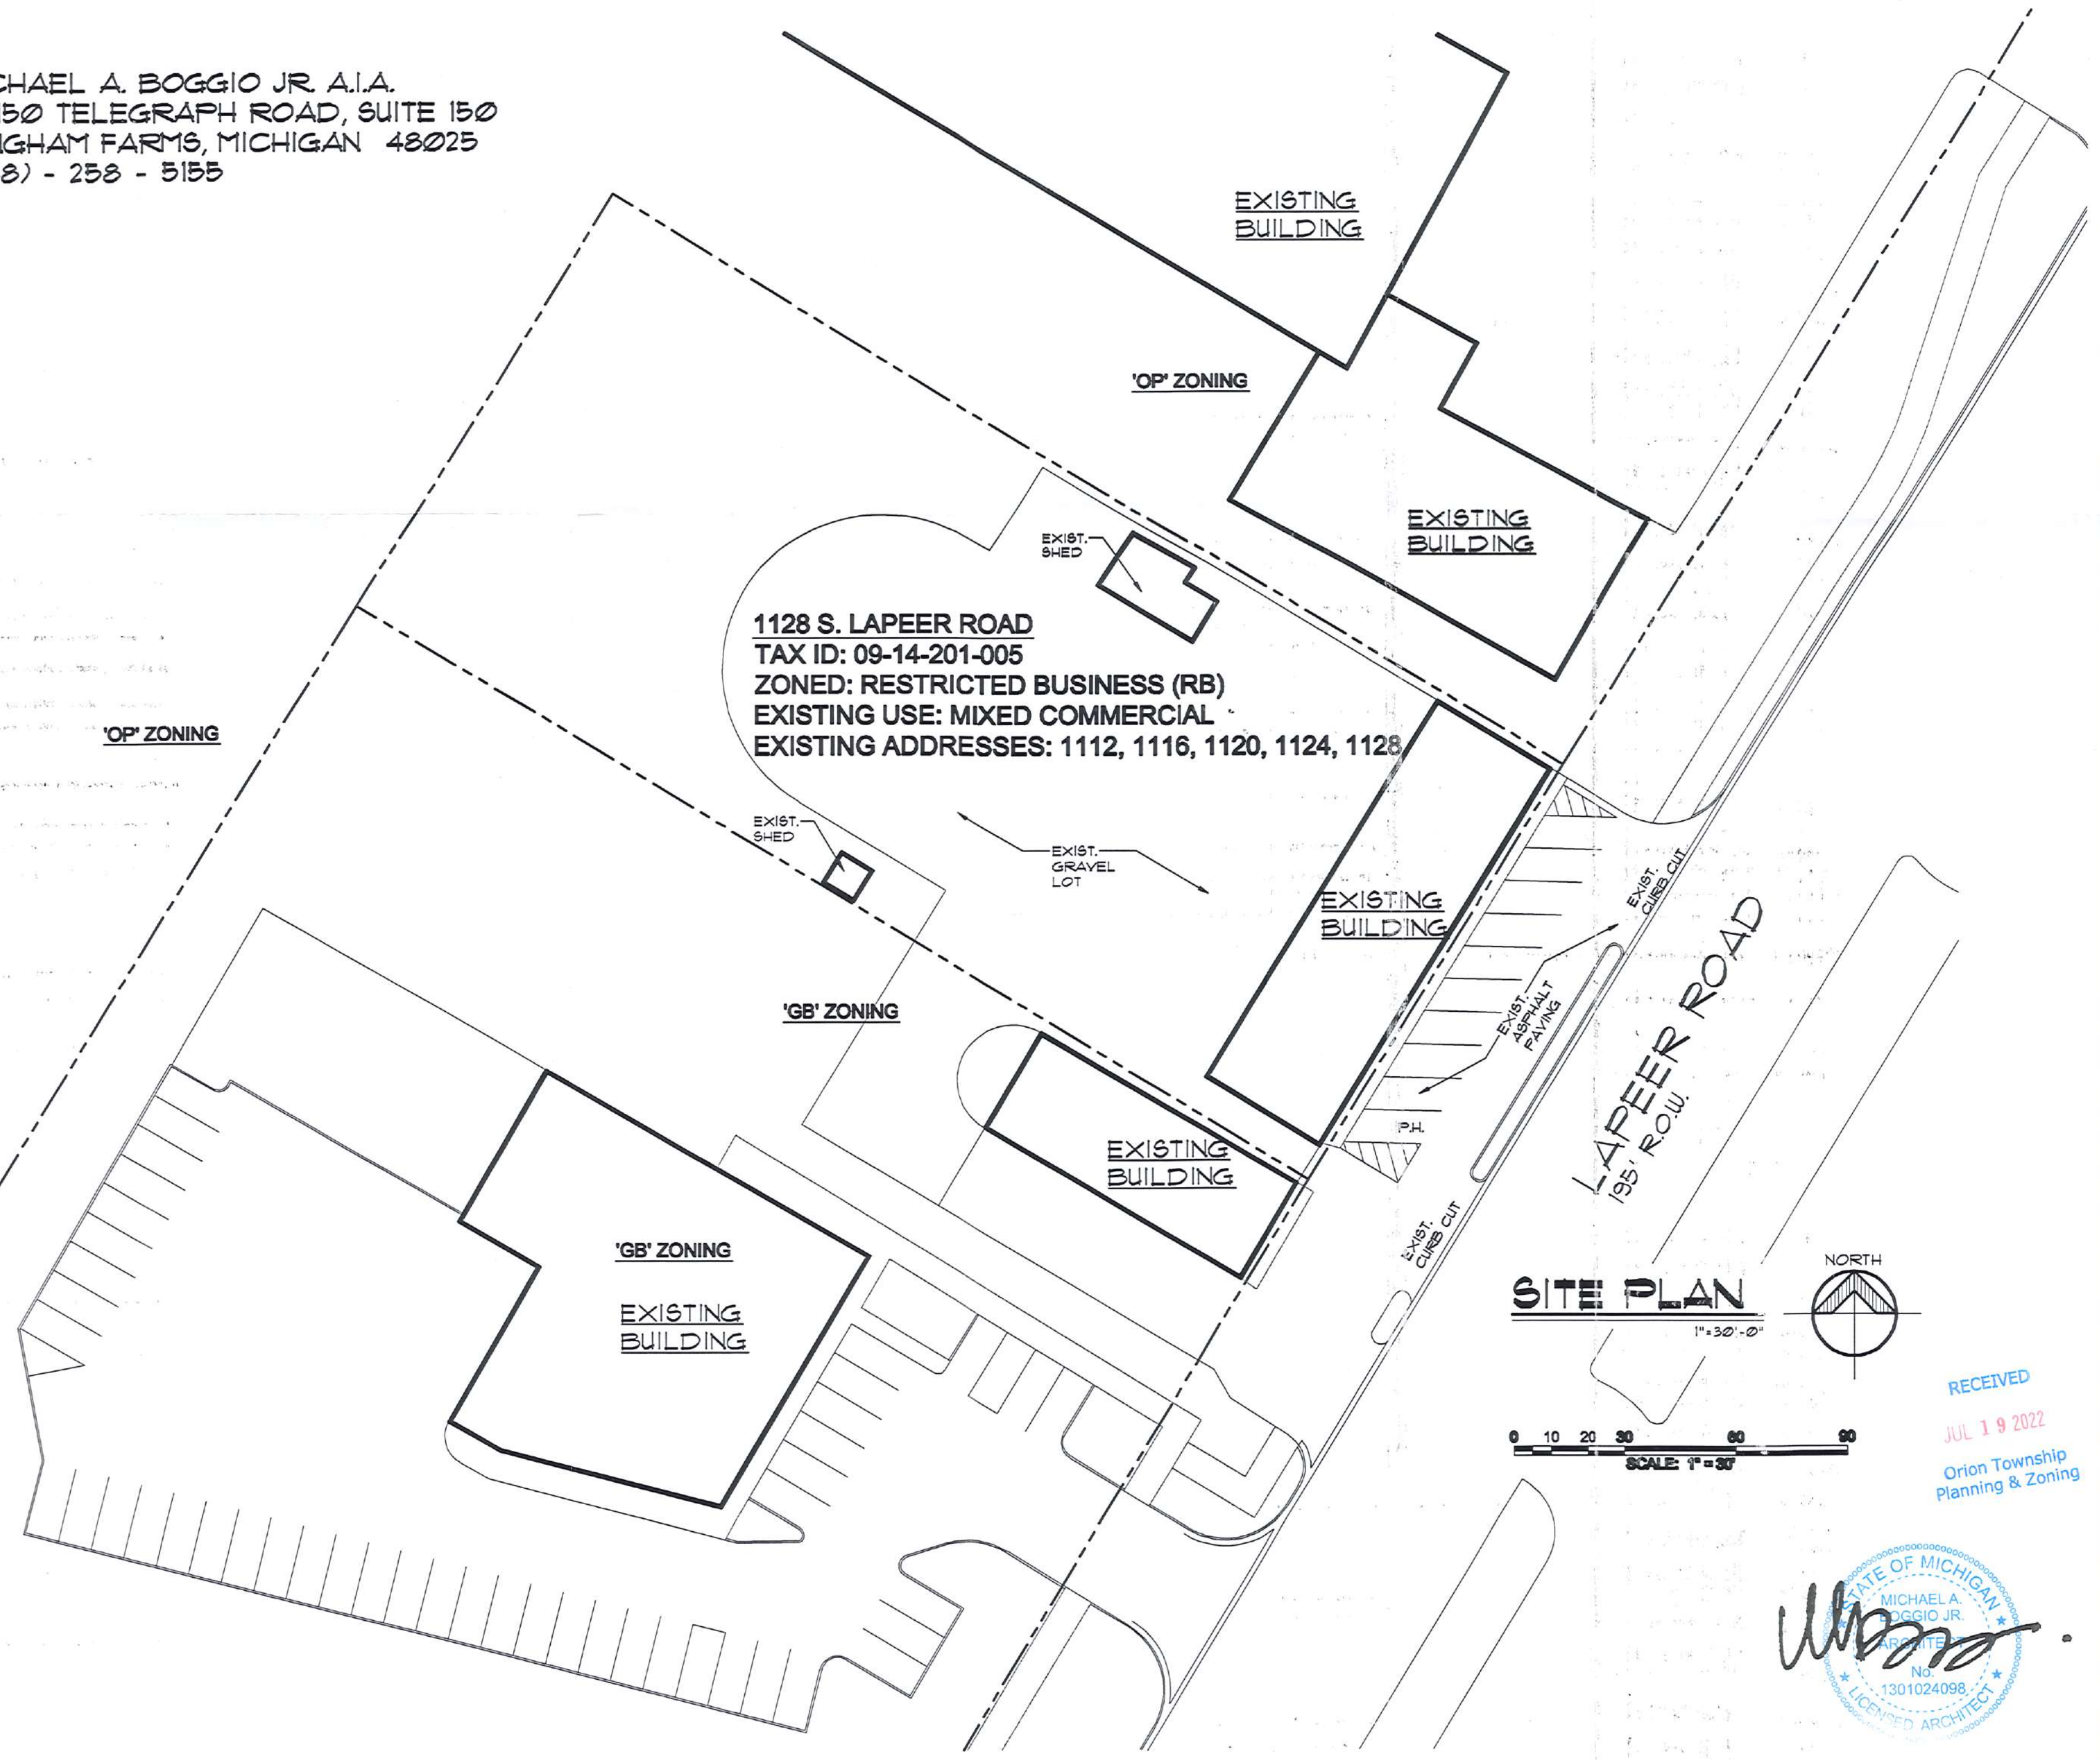 CHAEL A. BOGGIO JR. A.I.A.
150 TELEGRAPH ROAD, SUITE 150
NGHAM FARMS, MICHIGAN 48025
8) - 258 - 5155
EXISTING
BUILDING
'OP' ZONING
EXISTING
BUILDING
EXIST.
SHED
1128 S. LAPEER ROAD
TAX ID: 09-14-201-005
ZONED: RESTRICTED BUSINESS (RB)
EXISTING USE: MIXED COMMERCIAL
EXISTING ADDRESSES: 1112, 1116, 1120, 1124, 1128
'OP' ZONING
EXIST.
SHED
EXIST.
GRAVEL
LOT
EXISTING
BUILDING
EXIST.
CURB CUT
EXIST.
ASPHALT
PAVING
LAPEER ROAD
195' R.O.W.
'GB' ZONING
P.H.
EXISTING
BUILDING
EXIST.
CURB CUT
'GB' ZONING
EXISTING
BUILDING
SITE PLAN
1"=30'-0"
NORTH
0 10 20 30 60 90
SCALE: 1" = 30'
RECEIVED
JUL 19 2022
Orion Township
Planning & Zoning
STATE OF MICHIGAN
MICHAEL A.
BOGGIO JR.
ARCHITECT
No.
1301024098
LICENSED ARCHITECT